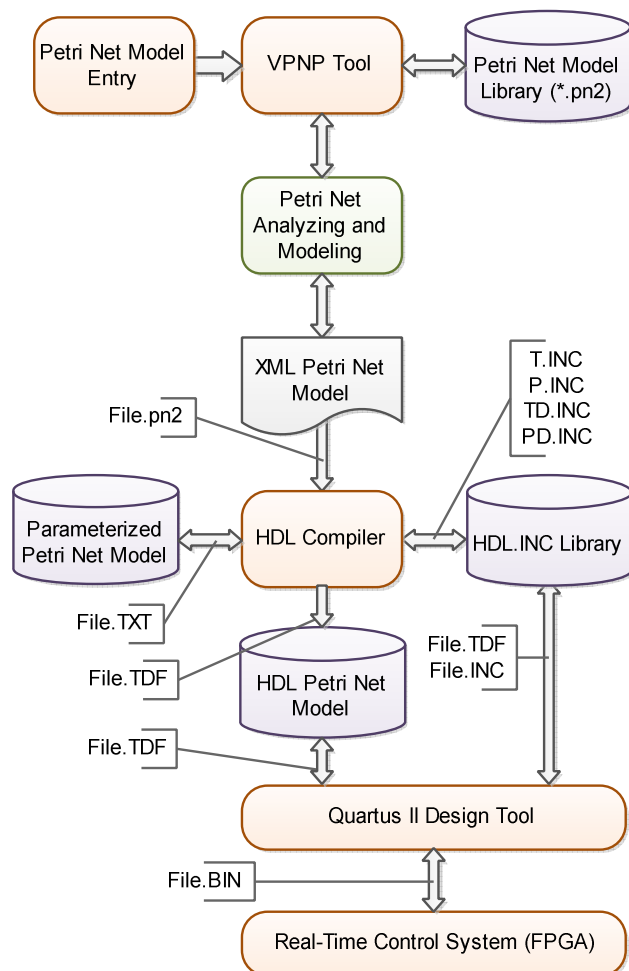 Petri Net Model
Entry
VPNP Tool
Petri Net Model
Library (*.pn2)
Petri Net
Analyzing and
Modeling
XML Petri Net
Model
File.pn2
T.INC
P.INC
TD.INC
PD.INC
Parameterized
Petri Net Model
HDL Compiler
HDL.INC Library
File.TXT
File.TDF
HDL Petri Net
Model
File.TDF
File.INC
File.TDF
Quartus II Design Tool
File.BIN
Real-Time Control System (FPGA)